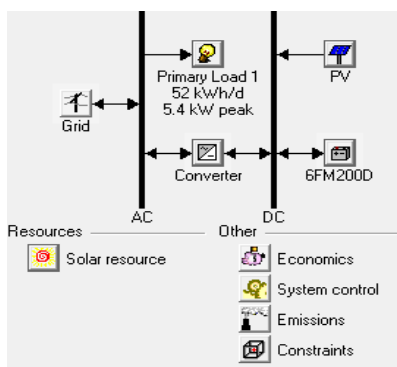 Primary Load 1
52 kWh/d
5.4 kW peak
PV
Grid
Converter
6FM200D
AC
DC
Resources
Other
Solar resource
Economics
System control
Emissions
Constraints